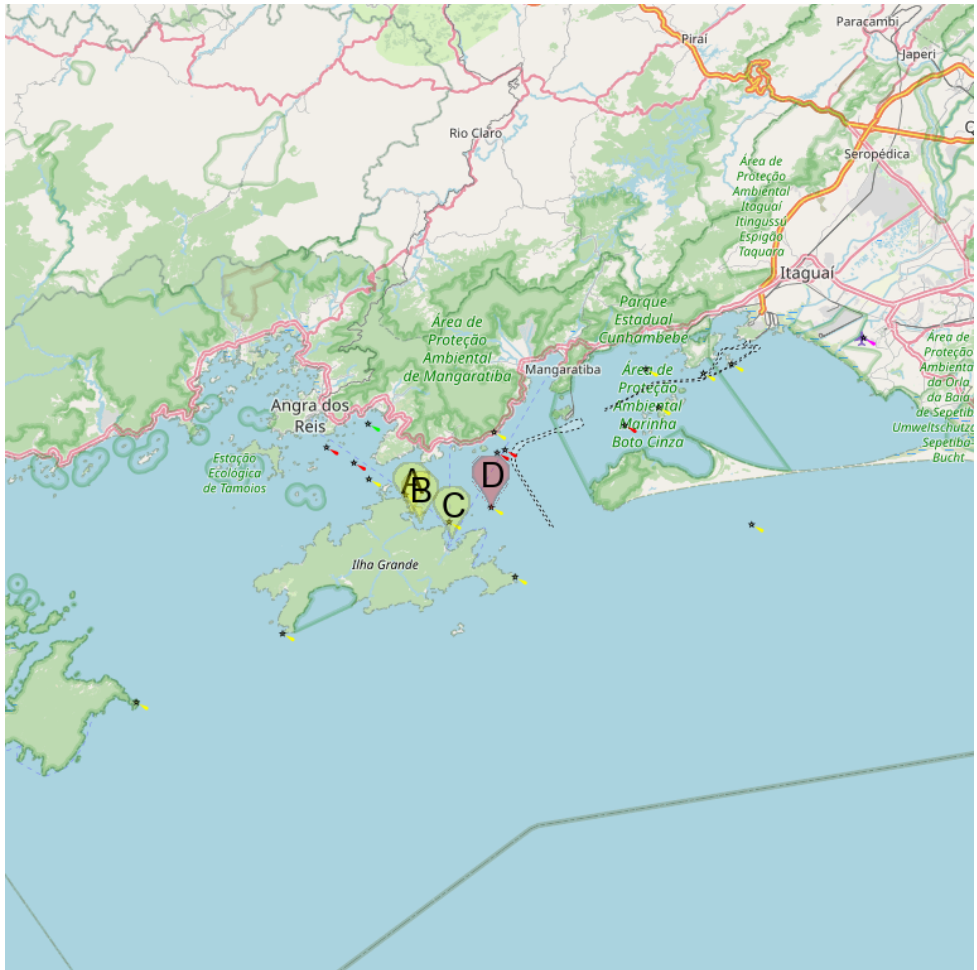 Paracambi
Piraí
Japeri
Rio Claro
Q
Seropédica
Área de
Proteção
Ambiental
Itaguaí
Itingussú
Espigão
Taquara
Itaguaí
Parque
Estadual
Cunhambebe
Área de
Proteção
Ambiental
de Mangaratiba
Mangaratiba
Área de
Proteção
Ambiental
Marinha
Boto Cinza
Área de
Proteção
Ambiental
da Orla
da Baia
de Sepetiba
Umweltschutz
Sepetiba-
Bucht
Angra dos
Reis
Estação
Ecológica
de Tamoios
A
B
C
D
Ilha Grande